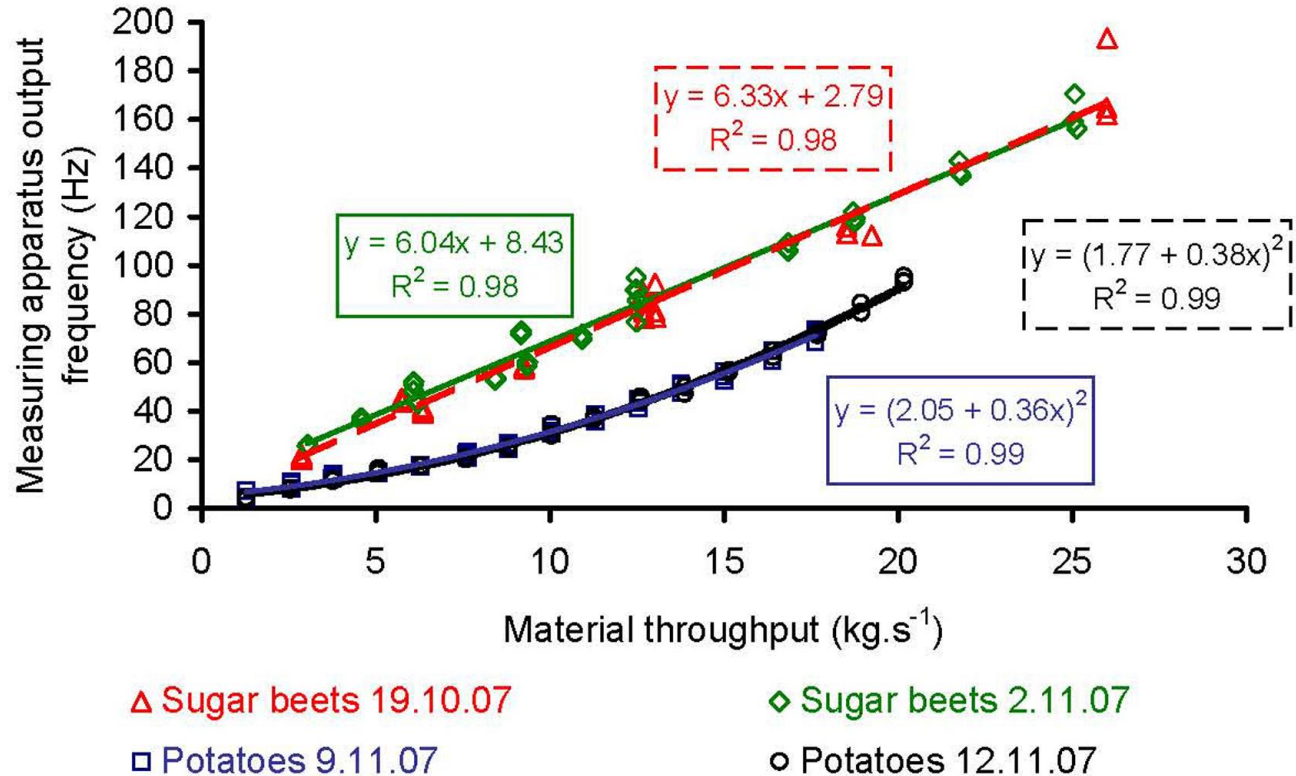 Measuring apparatus output
frequency (Hz)
200
180
160
140
120
100
80
60
40
20
0
y = 6.33x + 2.79
R² = 0.98
y = 6.04x + 8.43
R² = 0.98
y = (1.77 + 0.38x)²
R² = 0.99
y = (2.05 + 0.36x)²
R² = 0.99
0 5 10 15 20 25 30
Material throughput (kg.s⁻¹)
Sugar beets 19.10.07 Sugar beets 2.11.07
Potatoes 9.11.07 Potatoes 12.11.07